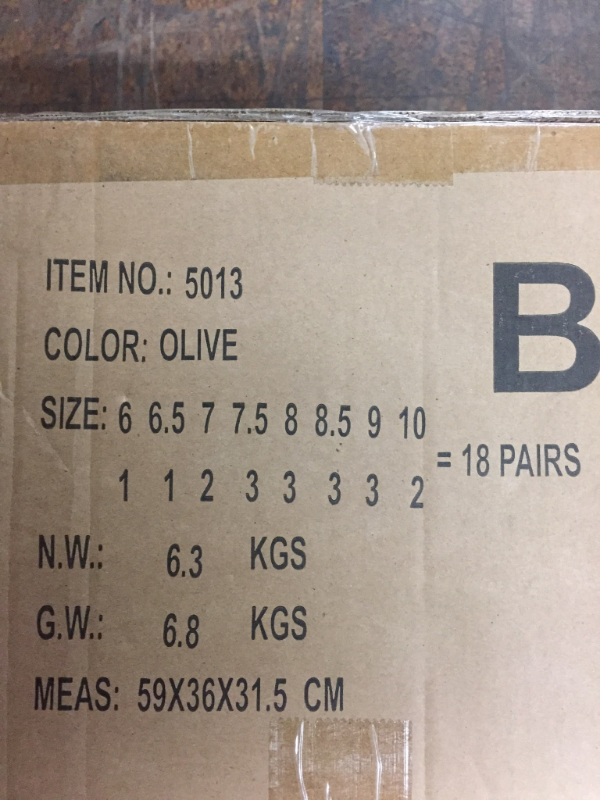 ITEM NO.: 5013
B
COLOR: OLIVE
SIZE: 6 6.5 7 7.5 8 8.5 9 10
1 1 2 3 3 3 3 2
= 18 PAIRS
N.W.: 6.3 KGS
G.W.: 6.8 KGS
MEAS: 59X36X31.5 CM